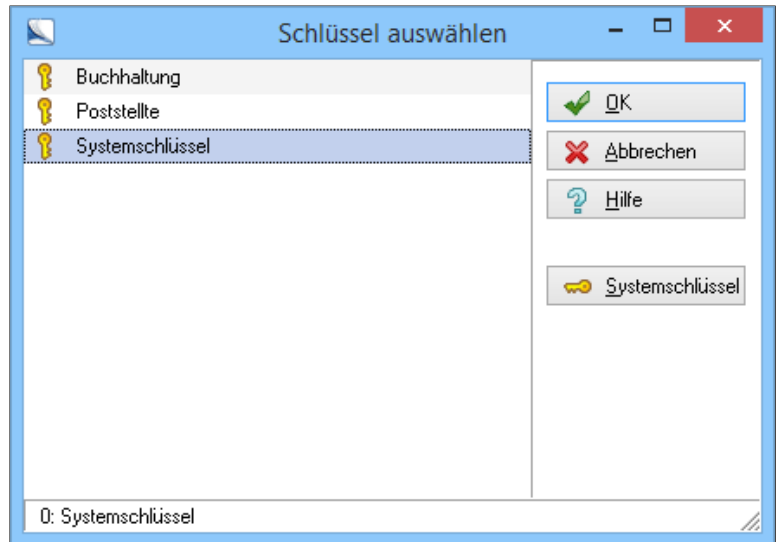 Schlüssel auswählen
Buchhaltung
Poststellte
Systemschlüssel
OK
Abbrechen
Hilfe
Systemschlüssel
0: Systemschlüssel